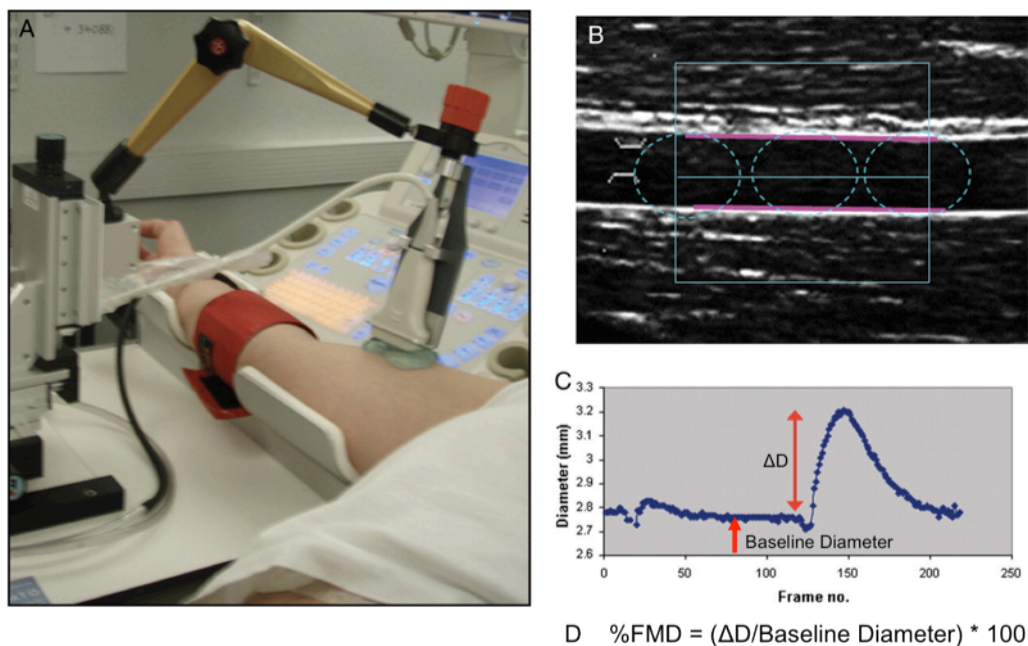 A
+ 34085
B
C
3.3
3.2
3.1
3
2.9
2.8
2.7
2.6
Diameter (mm)
ΔD
Baseline Diameter
0 50 100 150 200 250
Frame no.
D %FMD = (ΔD/Baseline Diameter) * 100